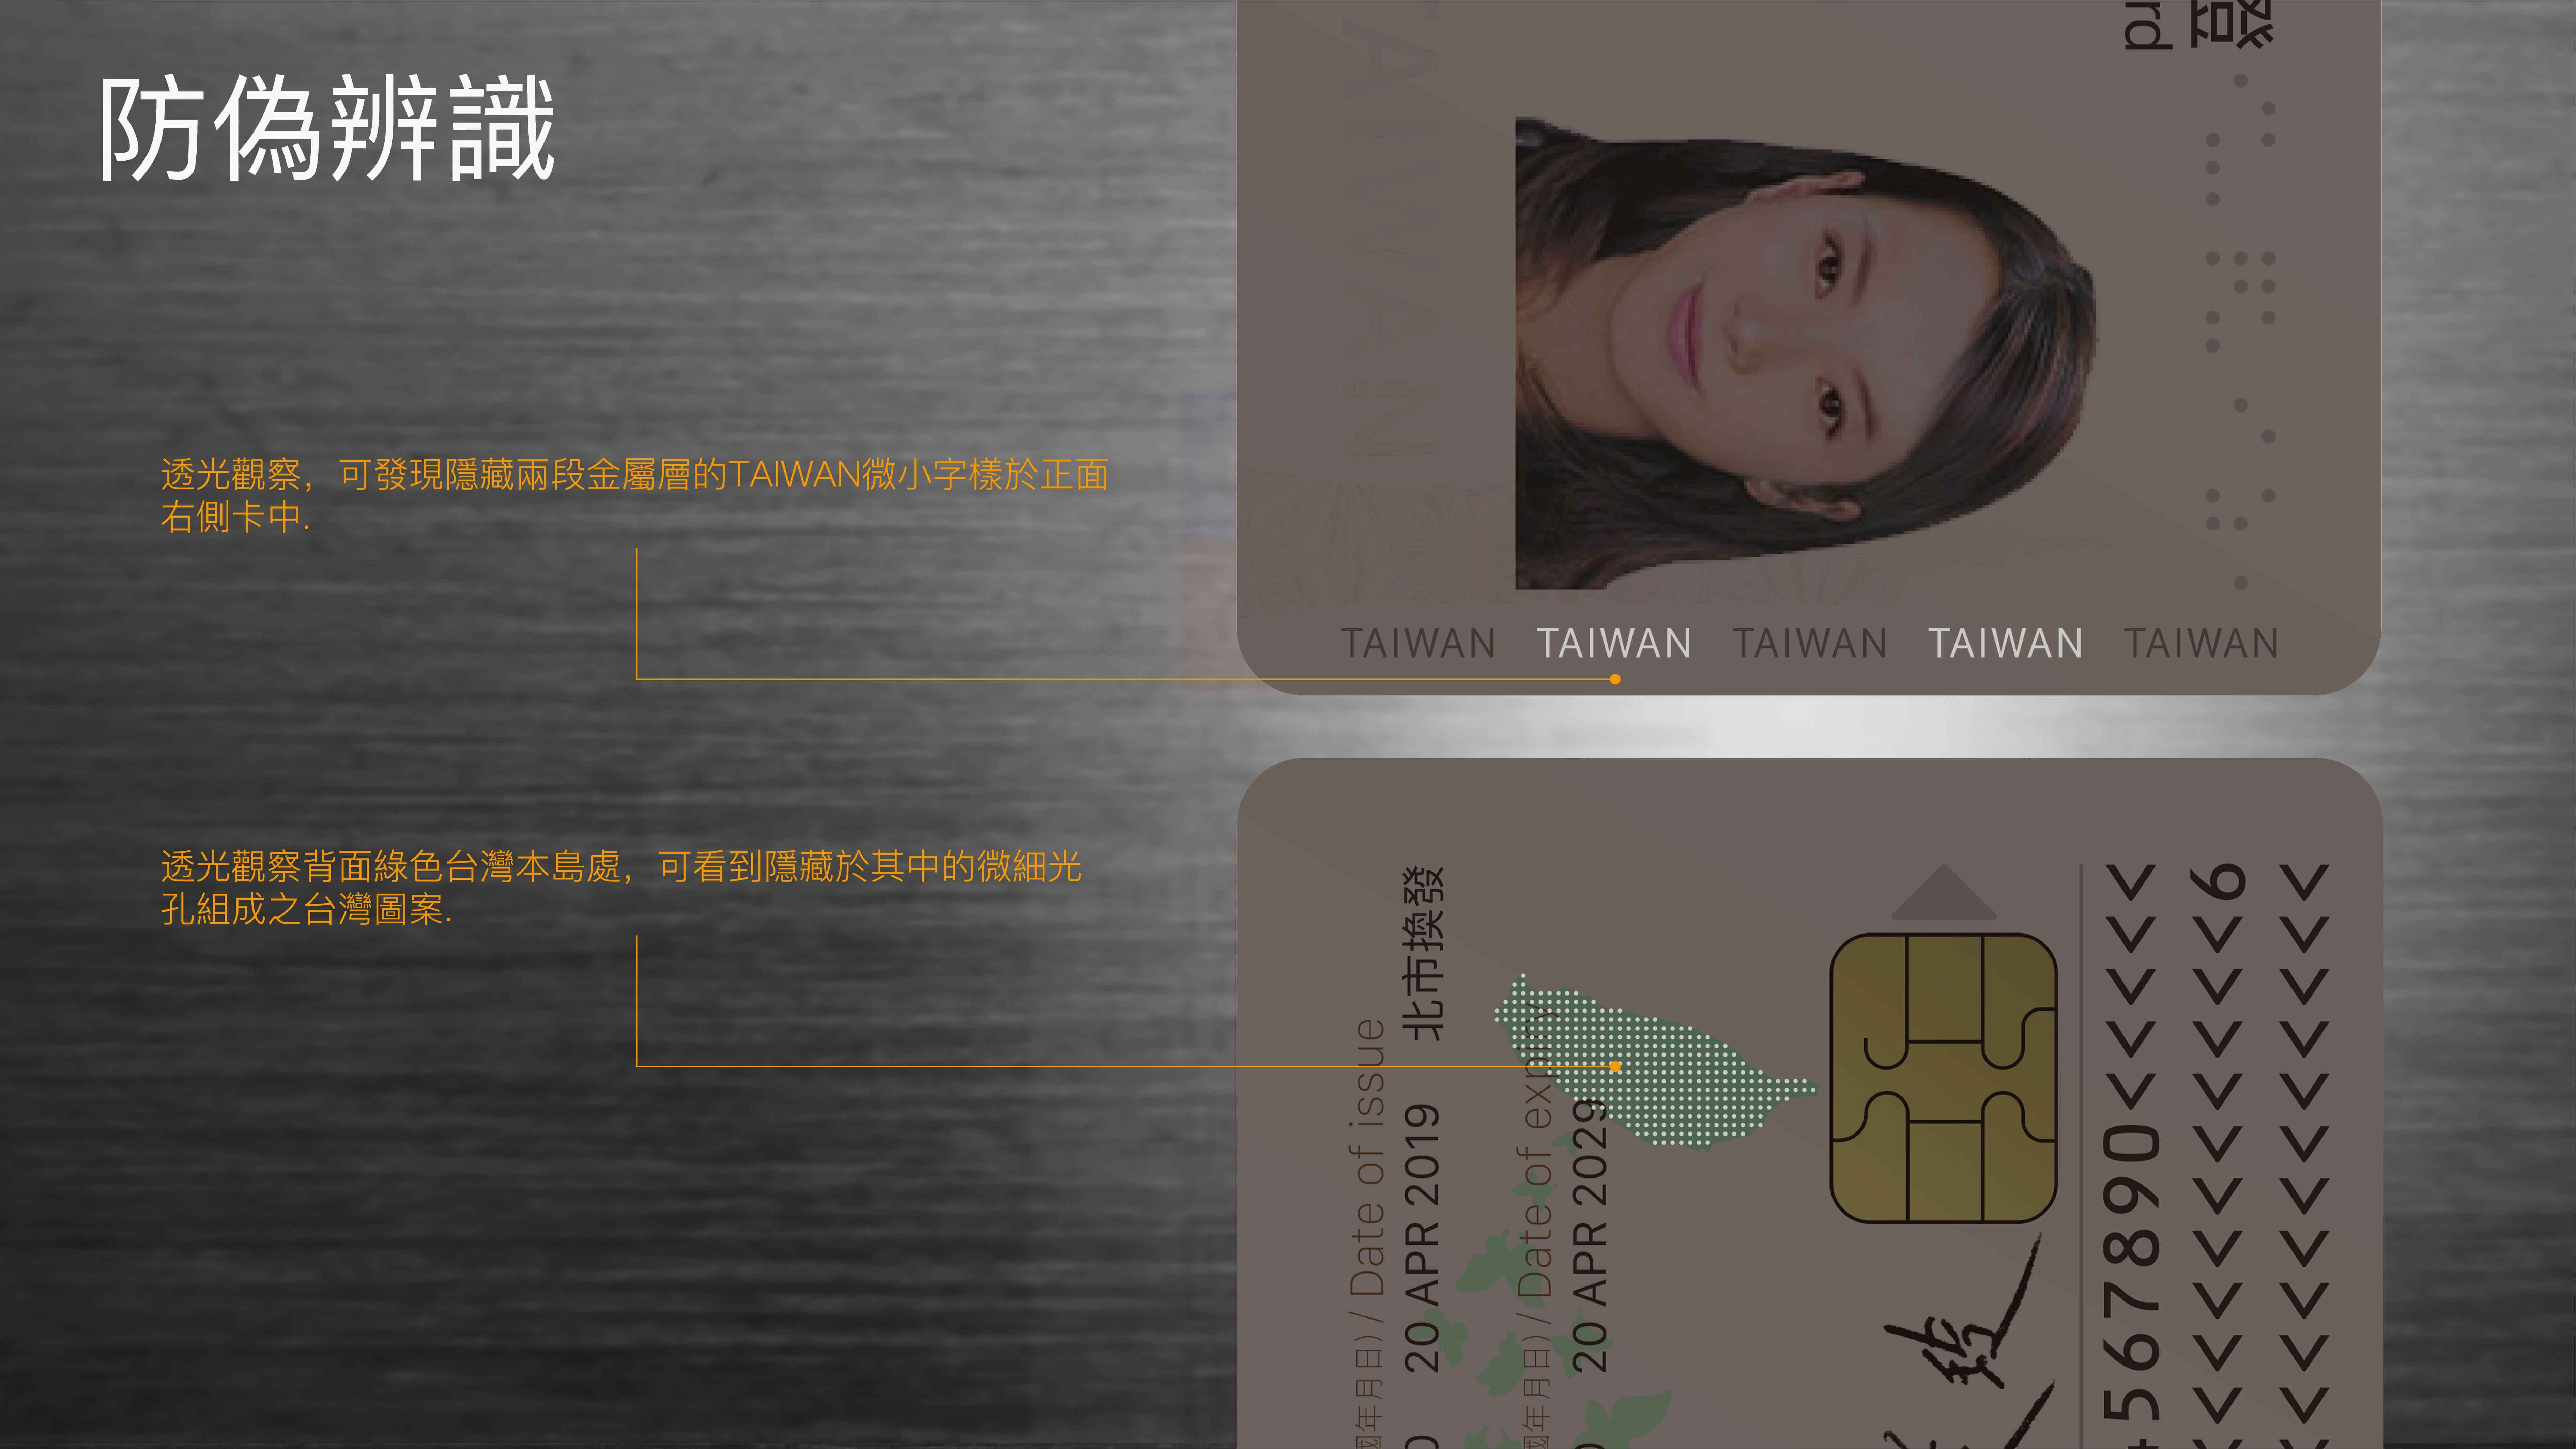 防偽辨識
透光觀察，可發現隱藏兩段金屬層的TAIWAN微小字樣於正面
右側卡中.
透光觀察背面綠色台灣本島處，可看到隱藏於其中的微細光
孔組成之台灣圖案.
TAIWAN
rd
TAIWAN TAIWAN TAIWAN TAIWAN TAIWAN
國年月日) / Date of issue
20 APR 2019 北市換發
國年月日) / Date of expiry
20 APR 2029
567890<<<<<
<<<<<<<<<<6
<<<<<<<<<<<